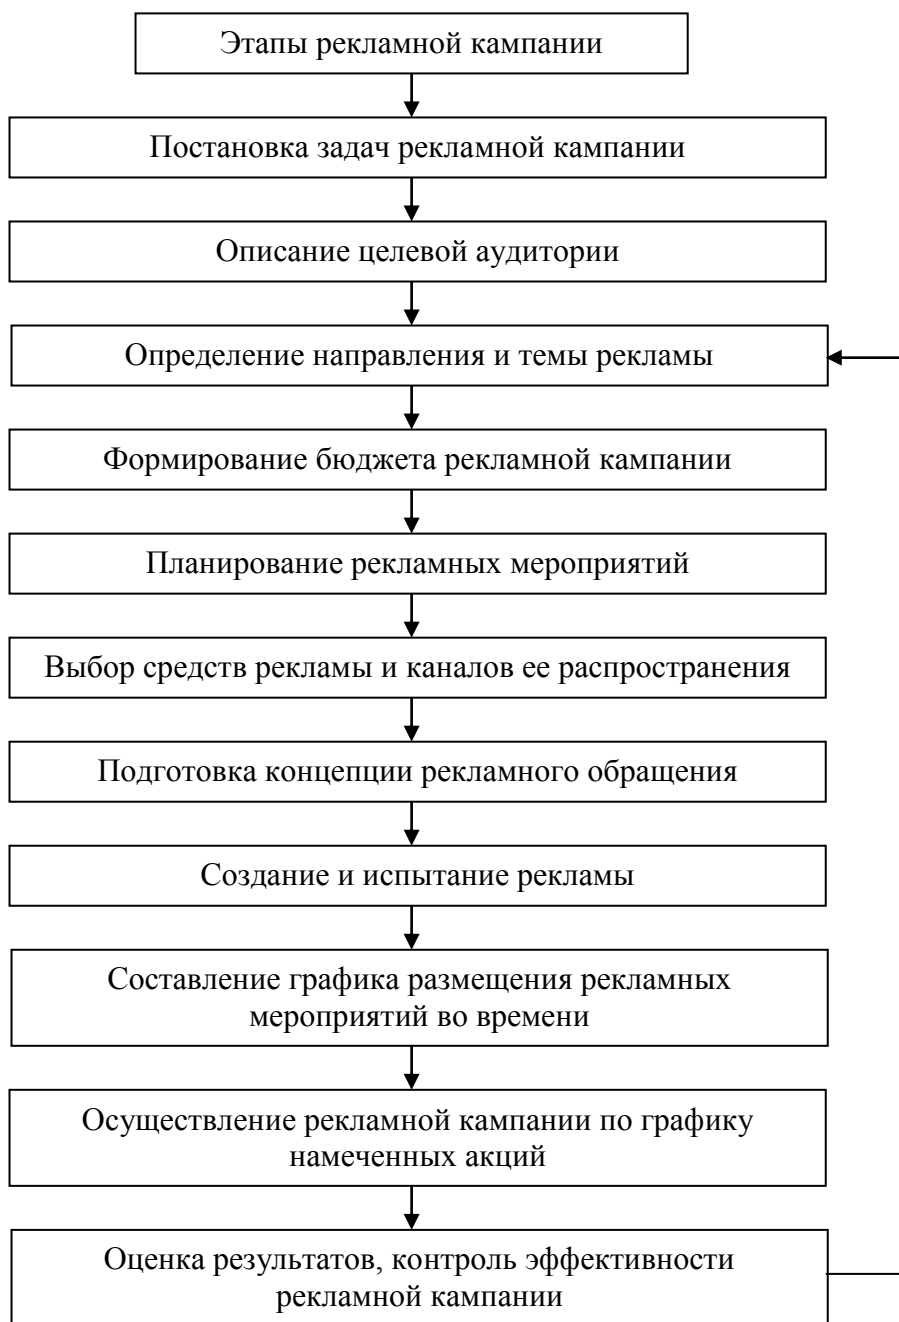 Этапы рекламной кампании
Постановка задач рекламной кампании
Описание целевой аудитории
Определение направления и темы рекламы
Формирование бюджета рекламной кампании
Планирование рекламных мероприятий
Выбор средств рекламы и каналов ее распространения
Подготовка концепции рекламного обращения
Создание и испытание рекламы
Составление графика размещения рекламных
мероприятий во времени
Осуществление рекламной кампании по графику
намеченных акций
Оценка результатов, контроль эффективности
рекламной кампании